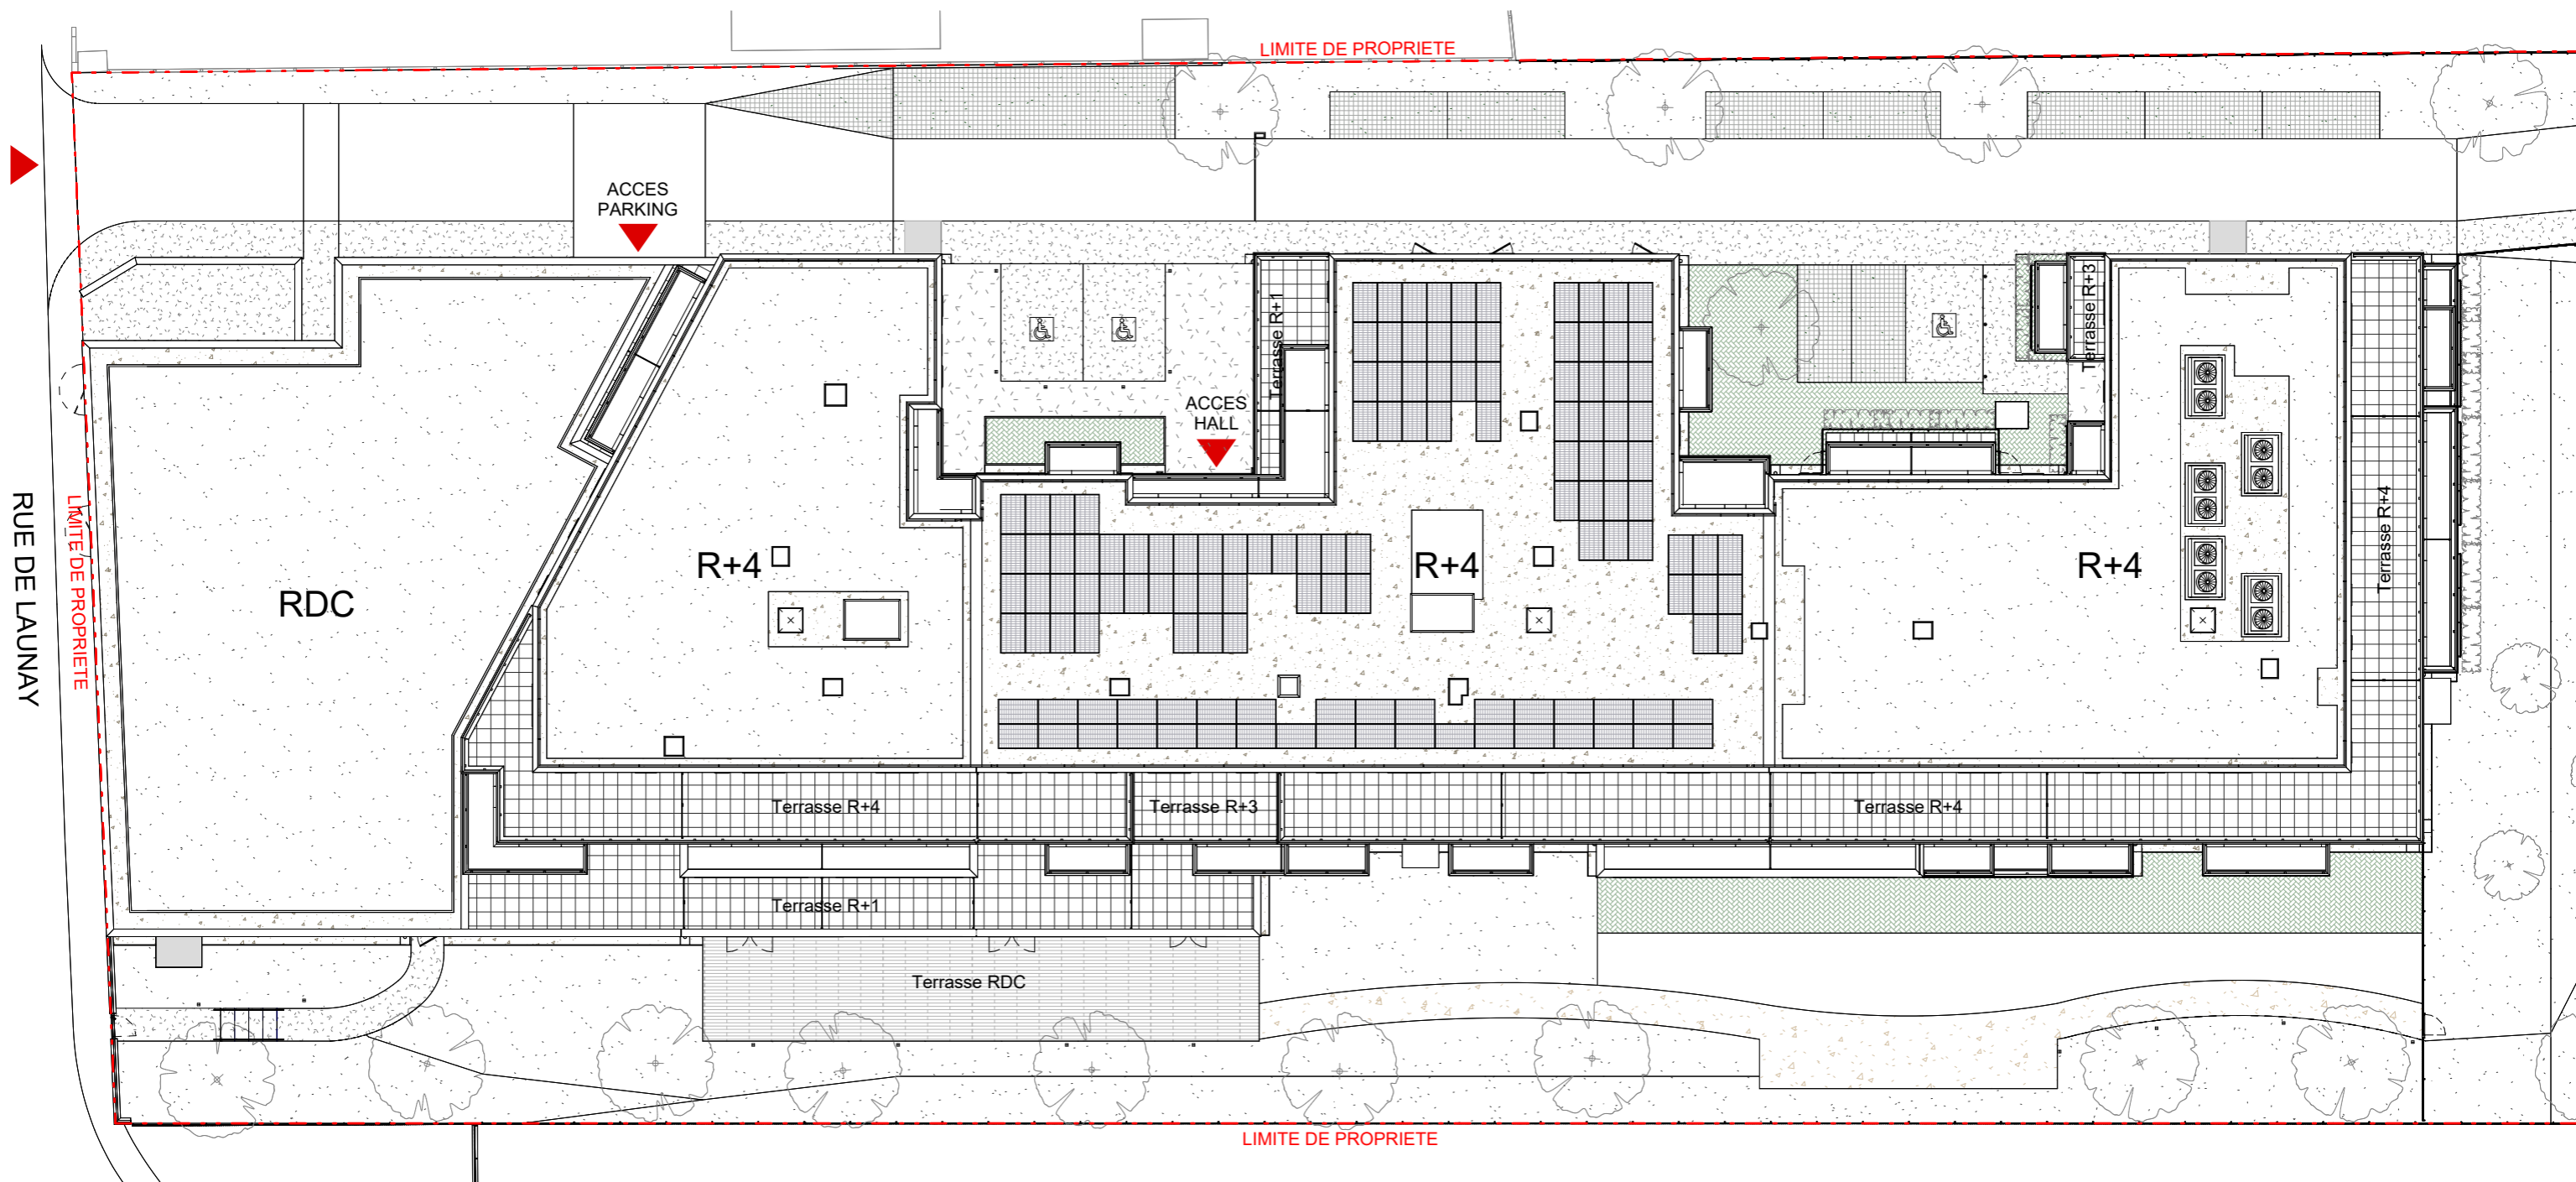 LIMITE DE PROPRIETE
ACCES
PARKING
Terrasse R+1
Terrasse R+3
ACCES
HALL
RUE DE LAUNAY
LIMITE DE PROPRIETE
RDC
R+4
R+4
R+4
Terrasse R+4
Terrasse R+4
Terrasse R+3
Terrasse R+4
Terrasse R+1
Terrasse RDC
LIMITE DE PROPRIETE